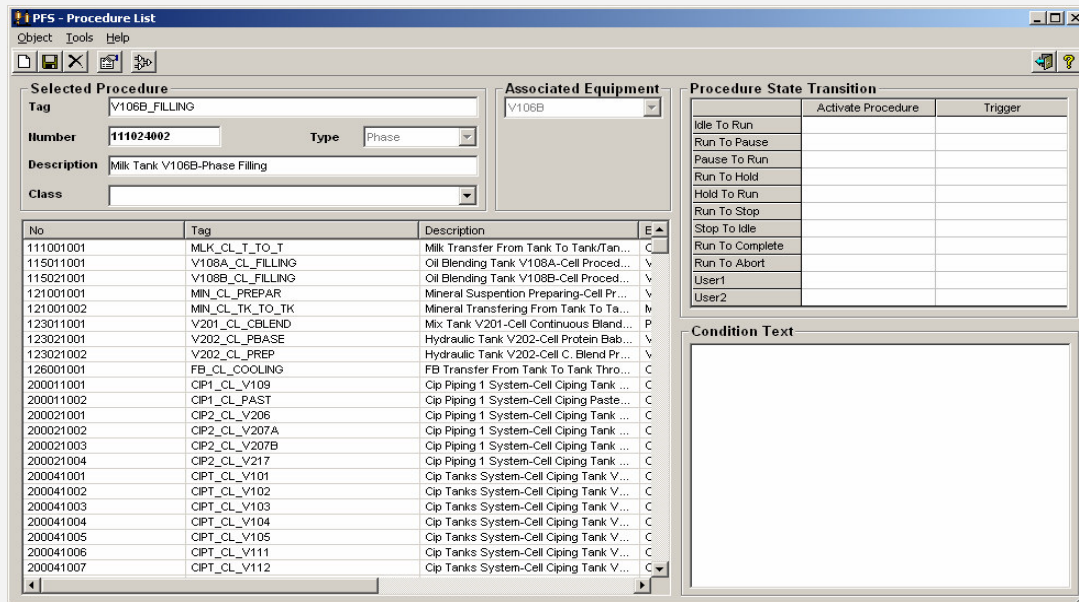 PFS - Procedure List
Object Tools Help
Selected Procedure
Tag V106B_FILLING
Number 111024002 Type Phase
Description Milk Tank V106B-Phase Filling
Class
Associated Equipment
V106B
Procedure State Transition
Activate Procedure Trigger
Idle To Run
Run To Pause
Pause To Run
Run To Hold
Hold To Run
Run To Stop
Stop To Idle
Run To Complete
Run To Abort
User1
User2
No Tag Description E
111001001 MLK_CL_T_TO_T Milk Transfer From Tank To Tank/Tan... C
115011001 V108A_CL_FILLING Oil Blending Tank V108A-Cell Proced... V
115021001 V108B_CL_FILLING Oil Blending Tank V108B-Cell Proced... V
121001001 MIN_CL_PREPAR Mineral Suspention Preparing-Cell Pr... V
121001002 MIN_CL_TK_TO_TK Mineral Transfering From Tank To Ta... M
123011001 V201_CL_CBLEND Mix Tank V201-Cell Continuous Bland... P
123021001 V202_CL_PBASE Hydraulic Tank V202-Cell Protein Bab... V
123021002 V202_CL_PREP Hydraulic Tank V202-Cell C. Blend Pr... V
126001001 FB_CL_COOLING FB Transfer From Tank To Tank Thro... C
200011001 CIP1_CL_V109 Cip Piping 1 System-Cell Ciping Tank ... C
200011002 CIP1_CL_PAST Cip Piping 1 System-Cell Ciping Paste... C
200021001 CIP2_CL_V206 Cip Piping 1 System-Cell Ciping Tank ... C
200021002 CIP2_CL_V207A Cip Piping 1 System-Cell Ciping Tank ... C
200021003 CIP2_CL_V207B Cip Piping 1 System-Cell Ciping Tank ... C
200021004 CIP2_CL_V217 Cip Piping 1 System-Cell Ciping Tank ... C
200041001 CIPT_CL_V101 Cip Tanks System-Cell Ciping Tank V... C
200041002 CIPT_CL_V102 Cip Tanks System-Cell Ciping Tank V... C
200041003 CIPT_CL_V103 Cip Tanks System-Cell Ciping Tank V... C
200041004 CIPT_CL_V104 Cip Tanks System-Cell Ciping Tank V... C
200041005 CIPT_CL_V105 Cip Tanks System-Cell Ciping Tank V... C
200041006 CIPT_CL_V111 Cip Tanks System-Cell Ciping Tank V... C
200041007 CIPT_CL_V112 Cip Tanks System-Cell Ciping Tank V... C
Condition Text